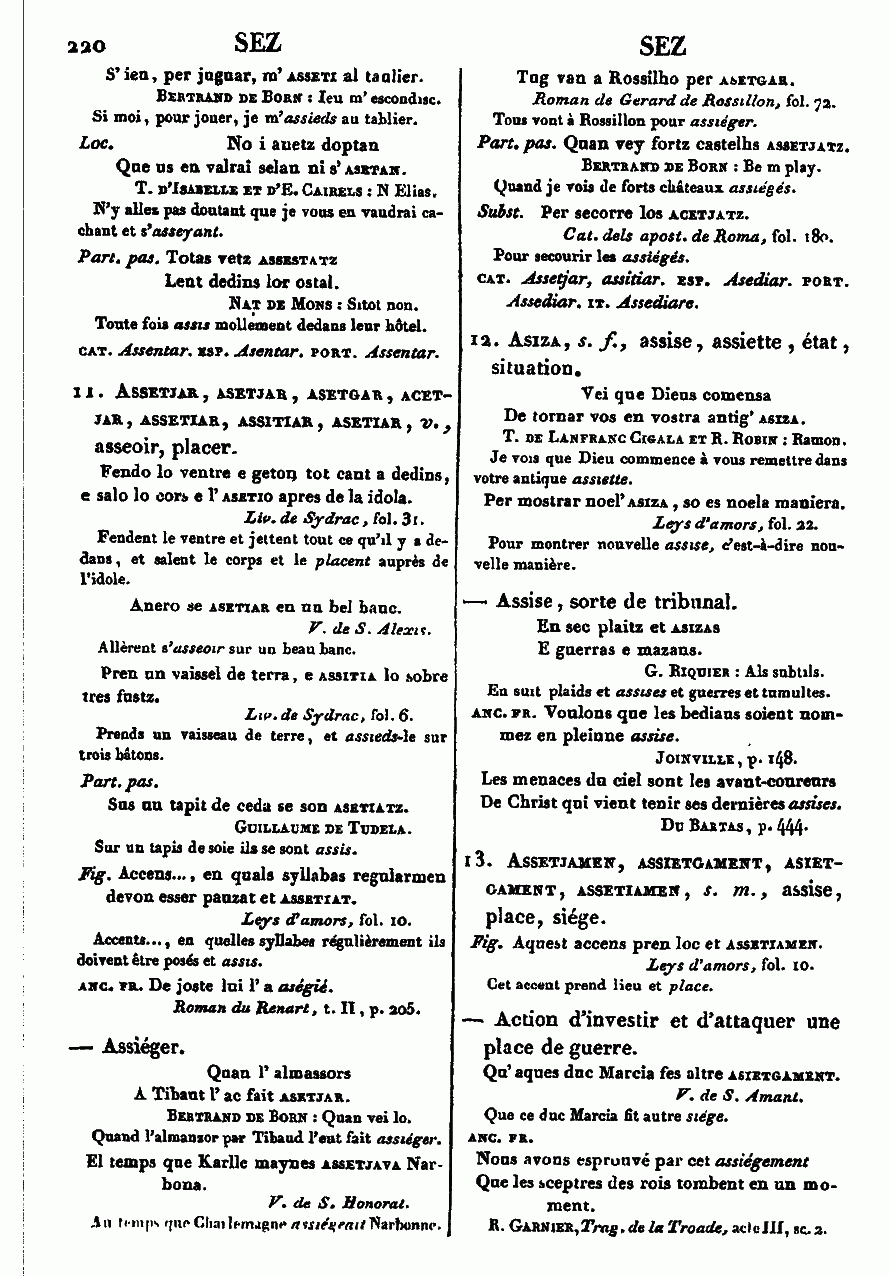 220 SEZ SEZ
S' ieu, per juguar, m' ASSETI al taulier.
BERTRAND DE BORN : Ieu m' escondisc.
Si moi, pour jouer, je m'assieds au tablier.
Loc. No i auetz doptan
Que us en valrai selan ni s' ASETAN.
T. D'ISABELLE ET D'E. CAIRELS : N Elias.
N'y allez pas doutant que je vous en vaudrai ca-
chant et s'asseyant.
Part. pas. Totas vetz ASSESTATZ
Lent dedins lor ostal.
NAT DE MONS : Sitot non.
Toute fois assis mollement dedans leur hôtel.
CAT. Assentar. ESP. Asentar. PORT. Assentar.
11. ASSETJAR, ASETJAR, ASETGAR, ACET-
JAR, ASSETIAR, ASSITIAR, ASETIAR, v.,
asseoir, placer.
Fendo lo ventre e geton tot cant a dedins,
e salo lo cors e l' ASETIO apres de la idola.
Liv. de Sydrac, fol. 31.
Fendent le ventre et jettent tout ce qu'il y a de-
dans, et salent le corps et le placent auprès de
l'idole.
Anero se ASETIAR en un bel banc.
V. de S. Alexis.
Allèrent s'asseoir sur un beau banc.
Pren un vaissel de terra, e ASSITIA lo sobre
tres fustz.
Liv. de Sydrac, fol. 6.
Prends un vaisseau de terre, et assieds-le sur
trois bâtons.
Part. pas.
Sus un tapit de ceda se son ASETIATZ.
GUILLAUME DE TUDELA.
Sur un tapis de soie ils se sont assis.
Fig. Accens..., en quals syllabas regularmen
devon esser pauzat et ASSETIAT.
Leys d'amors, fol. 10.
Accents..., en quelles syllabes régulièrement ils
doivent être posés et assis.
ANC. FR. De joste lui l' a aségié.
Roman du Renart, t. II, p. 205.
— Assiéger.
Quan l' almassors
A Tibaut l' ac fait ASETJAR.
BERTRAND DE BORN : Quan vei lo.
Quand l'almanzor par Tibaud l'eut fait assiéger.
El temps que Karlle maynes ASSETJAVA Nar-
bona.
V. de S. Honorat.
Au temps que Charlemagne assiégeait Narbonne.
Tug van a Rossilho per ASETGAR.
Roman de Gerard de Rossillon, fol. 72.
Tous vont à Rossillon pour assiéger.
Part. pas. Quan vey fortz castelhs ASSETJATZ.
BERTRAND DE BORN : Be m play.
Quand je vois de forts châteaux assiégés.
Subst. Per secorre los ACETJATZ.
Cat. dels apost. de Roma, fol. 180.
Pour secourir les assiégés.
CAT. Assetjar, assitiar. ESP. Asediar. PORT.
Assediar. IT. Assediare.
12. ASIZA, s. f., assise, assiette, état,
situation.
Vei que Dieus comensa
De tornar vos en vostra antig' ASIZA.
T. DE LANFRANC CIGALA ET R. ROBIN : Ramon.
Je vois que Dieu commence à vous remettre dans
votre antique assiette.
Per mostrar noel' ASIZA, so es noela maniera.
Leys d'amors, fol. 22.
Pour montrer nouvelle assise, c'est-à-dire nou-
velle manière.
— Assise, sorte de tribunal.
En sec plaitz et ASIZAS
E guerras e mazans.
G. RIQUIER : Als subtils.
En suit plaids et assises et guerres et tumultes.
ANC. FR. Voulons que les bedians soient nom-
mez en pleinne assise.
JOINVILLE, p. 148.
Les menaces du ciel sont les avant-coureurs
De Christ qui vient tenir ses dernières assises.
DU BARTAS, p. 444.
13. ASSETJAMEN, ASSIETGAMENT, ASIET-
GAMENT, ASSETIAMEN, s. m., assise,
place, siége.
Fig. Aquest accens pren loc et ASSETIAMEN.
Leys d'amors, fol. 10.
Cet accent prend lieu et place.
— Action d'investir et d'attaquer une
place de guerre.
Qu' aques duc Marcia fes altre ASIETGAMENT.
V. de S. Amant.
Que ce duc Marcia fit autre siége.
ANC. FR.
Nous avons esprouvé par cet assiégement
Que les sceptres des rois tombent en un mo-
ment.
R. GARNIER, Trag. de la Troade, acte III, sc. 2.